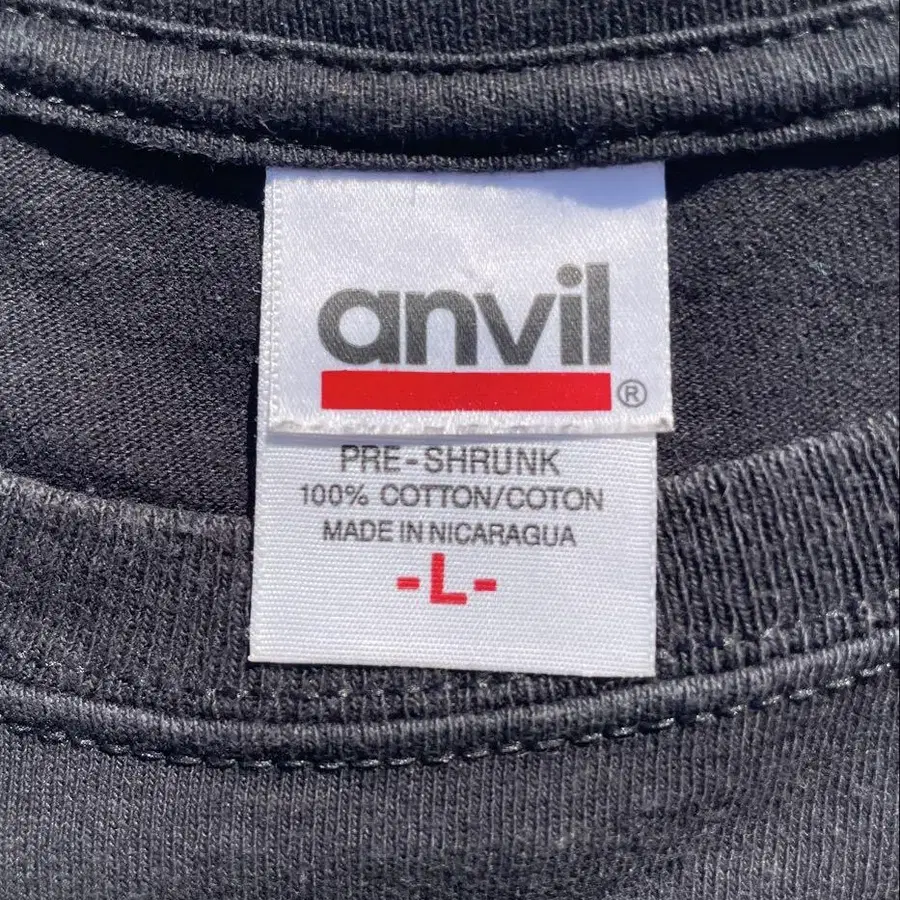 anvil®
PRE-SHRUNK
100% COTTON/COTON
MADE IN NICARAGUA
-L-